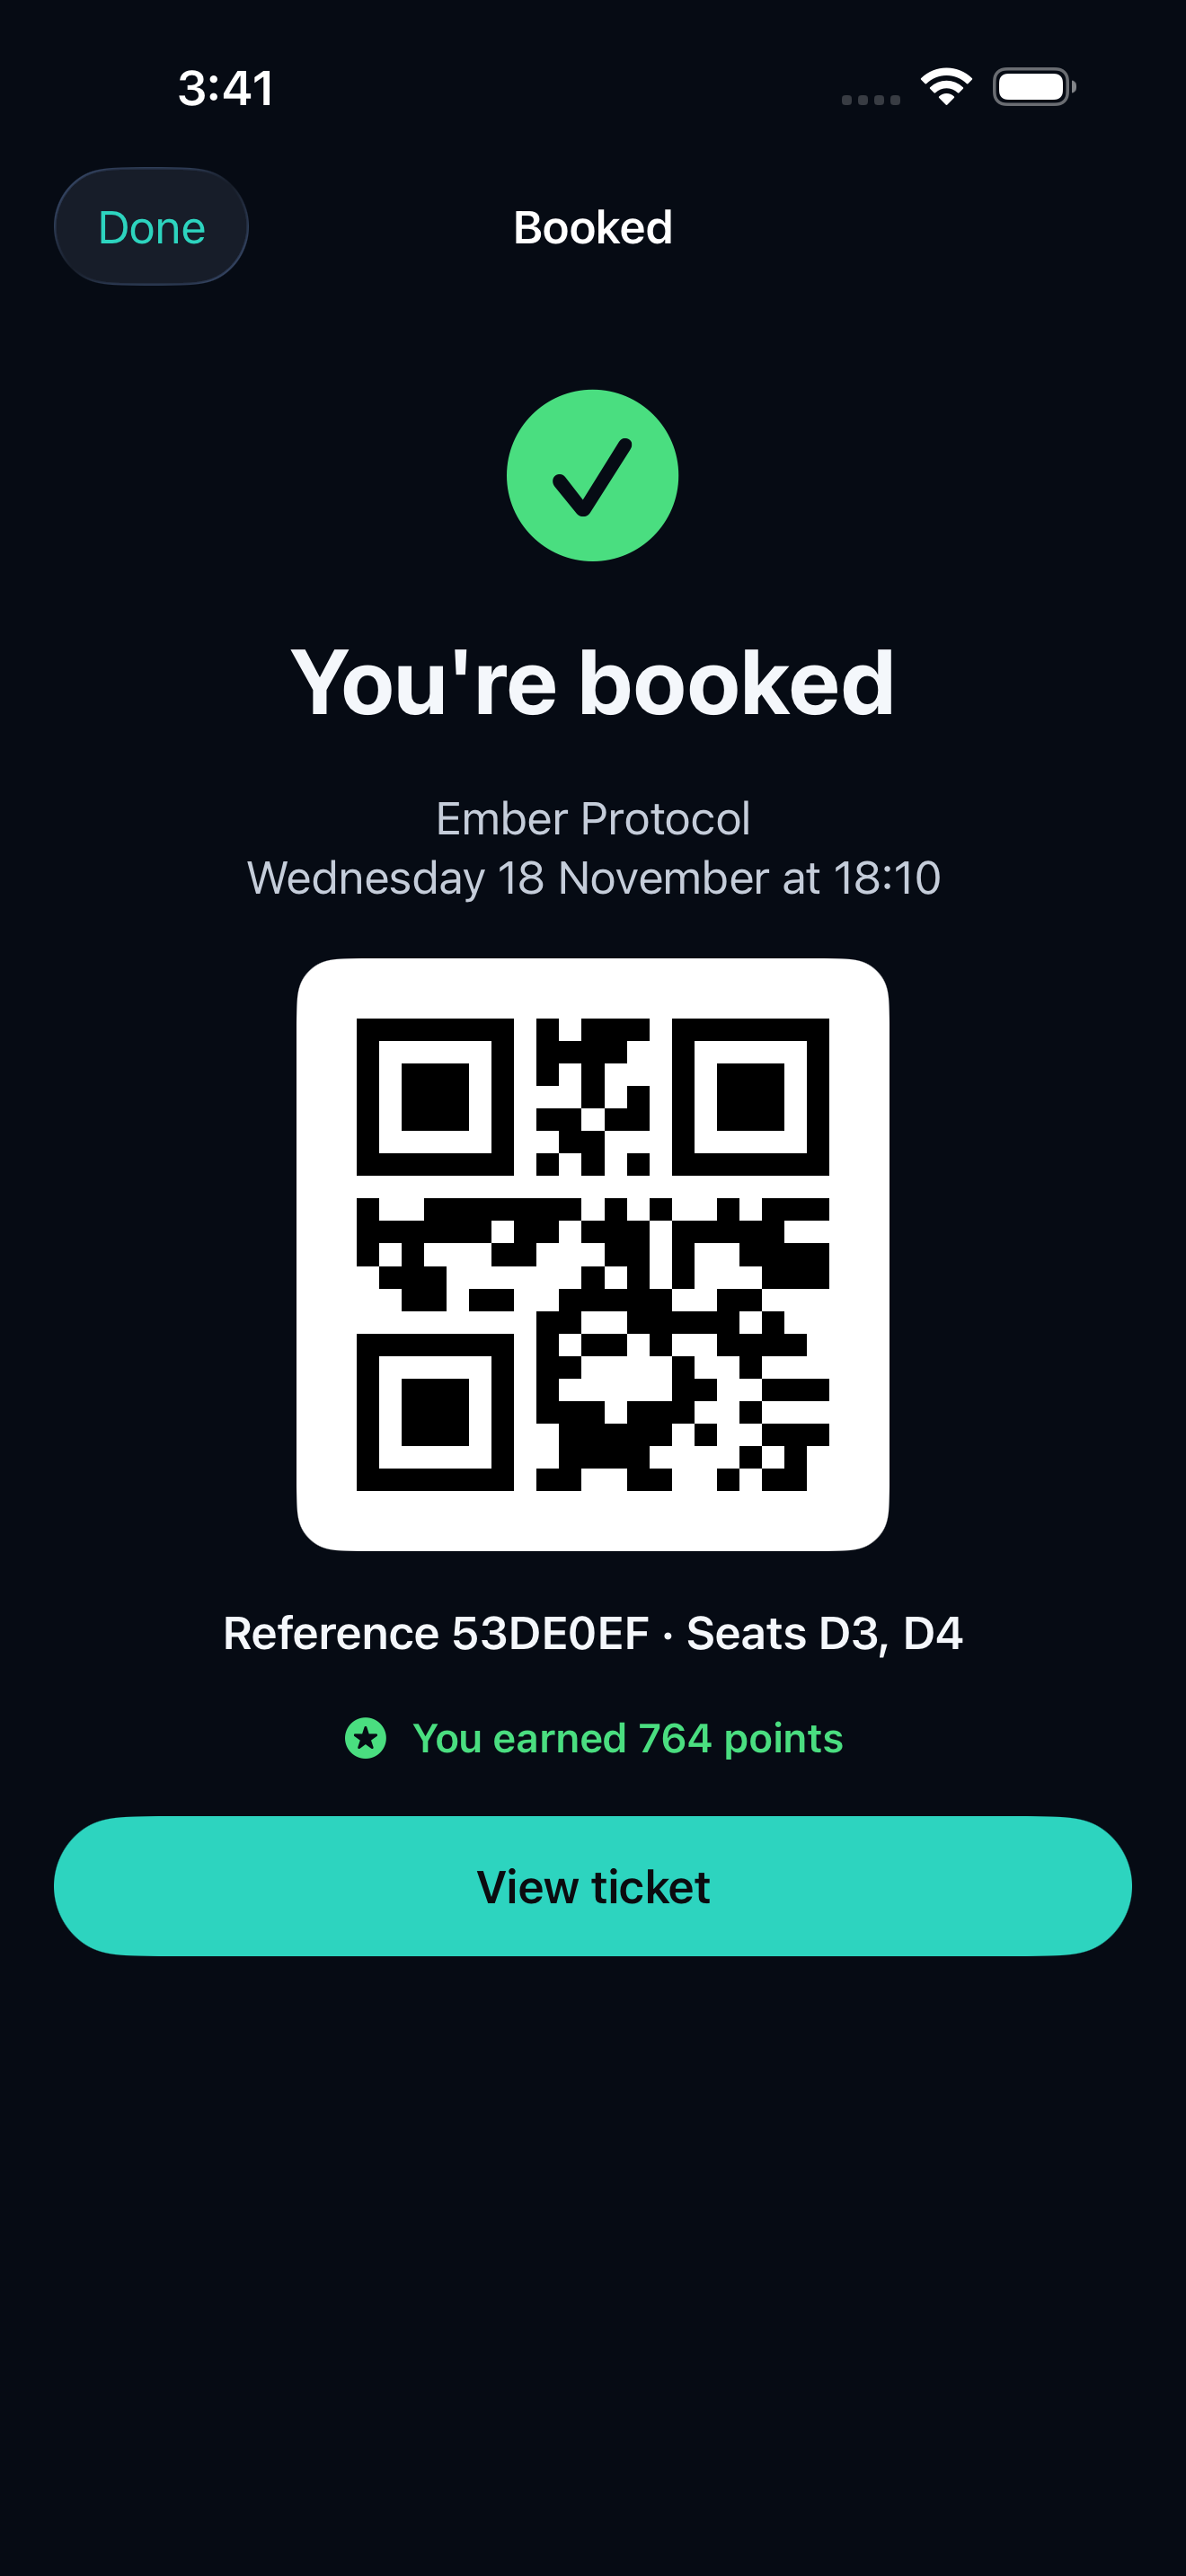 3:41
Done
Booked
You're booked
Ember Protocol
Wednesday 18 November at 18:10
Reference 53DE0EF · Seats D3, D4
You earned 764 points
View ticket